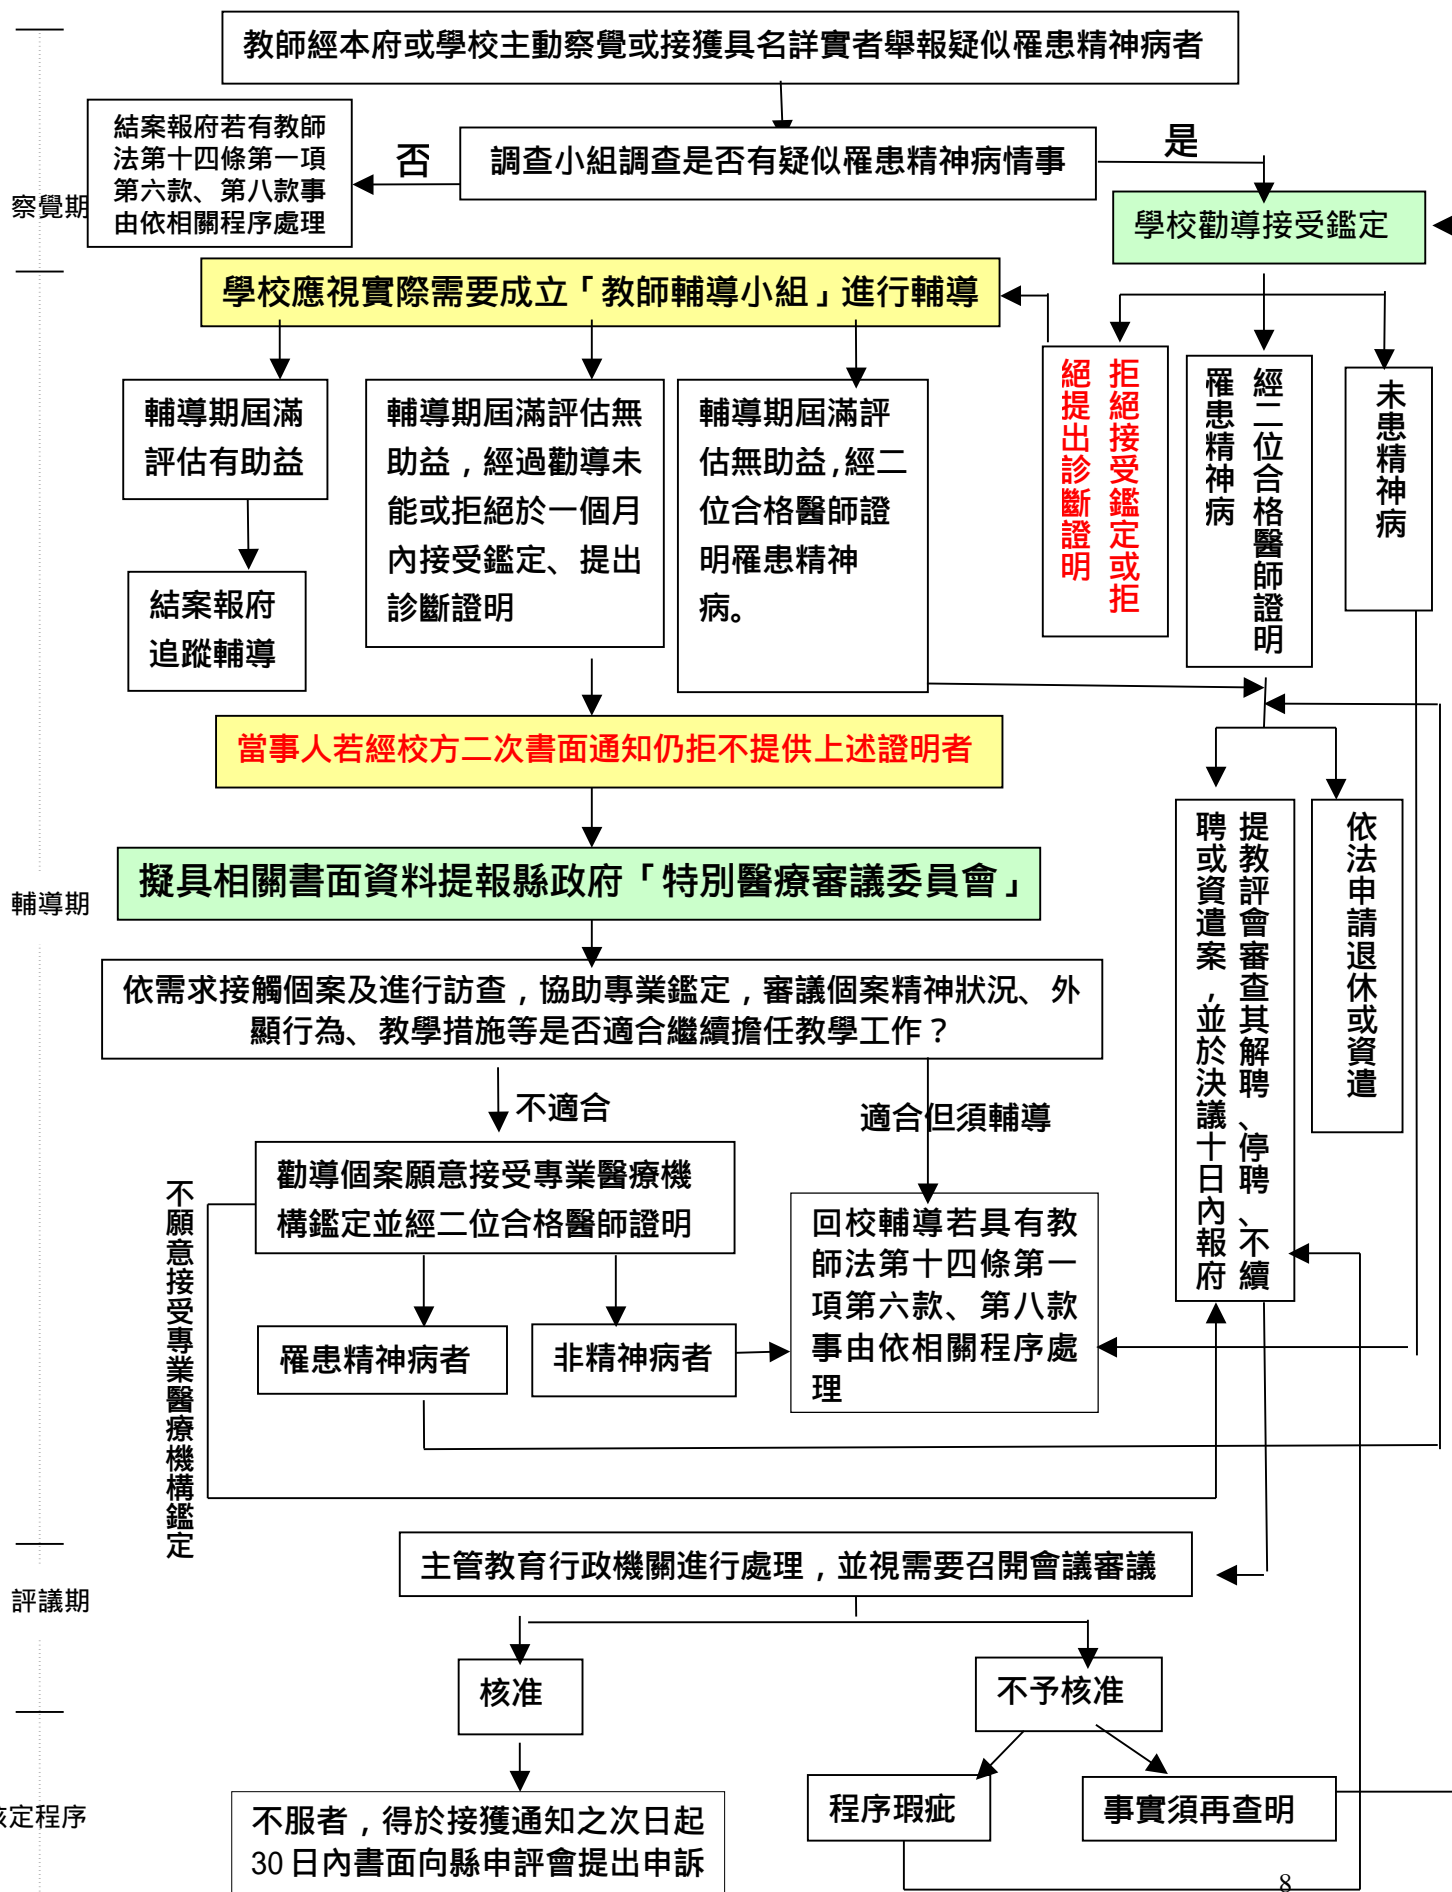 教師經本府或學校主動察覺或接獲具名詳實者舉報疑似罹患精神病者
結案報府若有教師
法第十四條第一項
第六款、第八款事
由依相關程序處理
否
調查小組調查是否有疑似罹患精神病情事
是
察覺期
學校勸導接受鑑定
學校應視實際需要成立「教師輔導小組」進行輔導
輔導期屆滿
評估有助益
輔導期屆滿評估無
助益，經過勸導未
能或拒絕於一個月
內接受鑑定、提出
診斷證明
輔導期屆滿評
估無助益,經二
位合格醫師證
明罹患精神
病。
拒絕接受鑑定或拒
絕提出診斷證明
經二位合格醫師證明
罹患精神病
未患精神病
結案報府
追蹤輔導
當事人若經校方二次書面通知仍拒不提供上述證明者
擬具相關書面資料提報縣政府「特別醫療審議委員會」
輔導期
提教評會審查其解聘、停聘、不續
聘或資遣案，並於決議十日內報府
依法申請退休或資遣
依需求接觸個案及進行訪查，協助專業鑑定，審議個案精神狀況、外
顯行為、教學措施等是否適合繼續擔任教學工作？
不適合
適合但須輔導
勸導個案願意接受專業醫療機
構鑑定並經二位合格醫師證明
不願意接受專業醫療機構鑑定
回校輔導若具有教
師法第十四條第一
項第六款、第八款
事由依相關程序處
理
罹患精神病者
非精神病者
主管教育行政機關進行處理，並視需要召開會議審議
評議期
核准
不予核准
程序瑕疵
事實須再查明
核定程序
不服者，得於接獲通知之次日起
30日內書面向縣申評會提出申訴
8